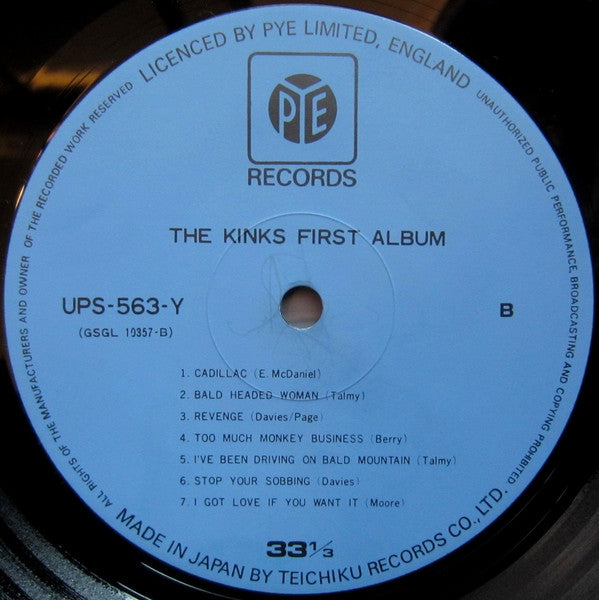 LICENCED BY PYE LIMITED, ENGLAND
UNAUTHORIZED PUBLIC PERFORMANCE, BROADCASTING AND COPYING PROHIBITED
ALL RIGHTS OF THE MANUFACTURERS AND OWNER OF THE RECORDED WORK RESERVED
PYE
RECORDS
THE KINKS FIRST ALBUM
UPS-563-Y
(GSGL 10357-B)
B
1. CADILLAC (E. McDaniel)
2. BALD HEADED WOMAN (Talmy)
3. REVENGE (Davies/Page)
4. TOO MUCH MONKEY BUSINESS (Berry)
5. I'VE BEEN DRIVING ON BALD MOUNTAIN (Talmy)
6. STOP YOUR SOBBING (Davies)
7. I GOT LOVE IF YOU WANT IT (Moore)
33 1/3
MADE IN JAPAN BY TEICHIKU RECORDS CO., LTD.